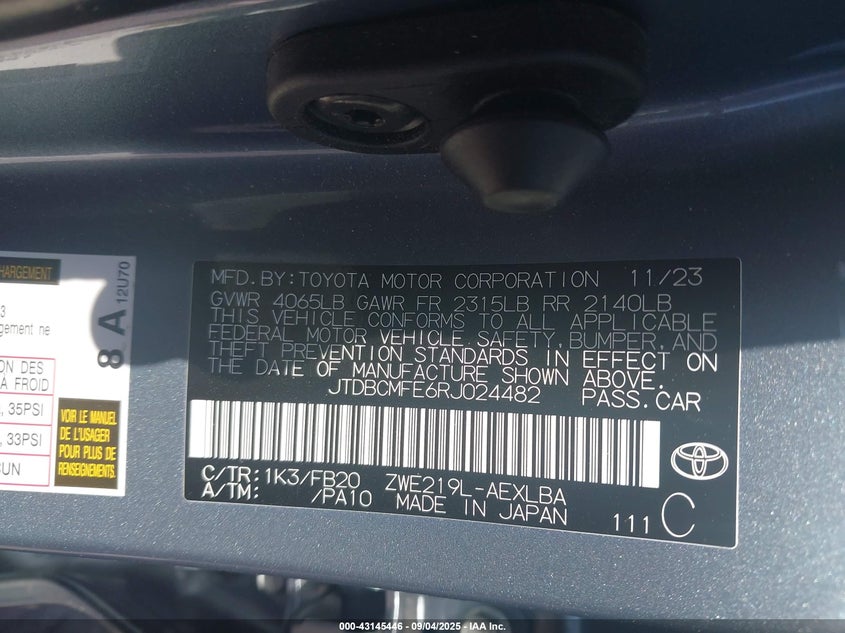 HARGEMENT
3
gement ne
ON DES
À FROID
, 35PSI
, 33PSI
CUN
8 A 12U70
VOIR LE MANUEL
DE L'USAGER
POUR PLUS DE
RENSEIGNEMENTS
MFD.BY:TOYOTA MOTOR CORPORATION 11/23
GVWR 4065LB GAWR FR 2315LB RR 2140LB
THIS VEHICLE CONFORMS TO ALL APPLICABLE
FEDERAL MOTOR VEHICLE SAFETY,BUMPER,AND
THEFT PREVENTION STANDARDS IN EFFECT ON
THE DATE OF MANUFACTURE SHOWN ABOVE.
JTDBCMFE6RJ024482 PASS.CAR
C/TR:1K3/FB20 ZWE219L-AEXLBA
A/TM: /PA10 MADE IN JAPAN 111 C
000-43145446 - 09/04/2025 - IAA Inc.